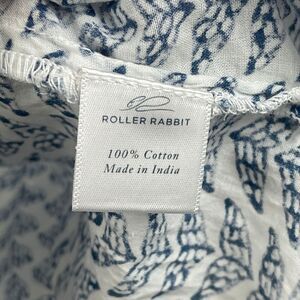 ROLLER RABBIT
100% Cotton
Made in India